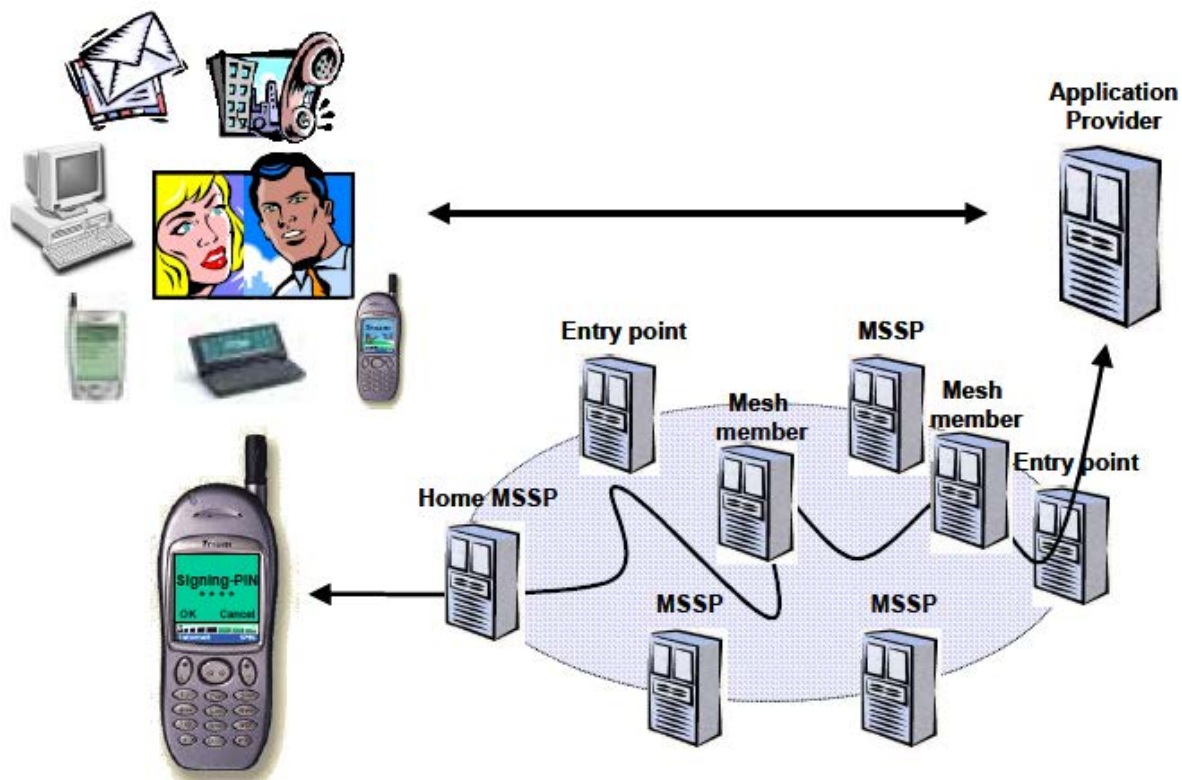 Application
Provider
Entry point
MSSP
Mesh
member
Mesh
member
Entry point
Home MSSP
Signing-PIN
****
OK Cancel
MSSP
MSSP